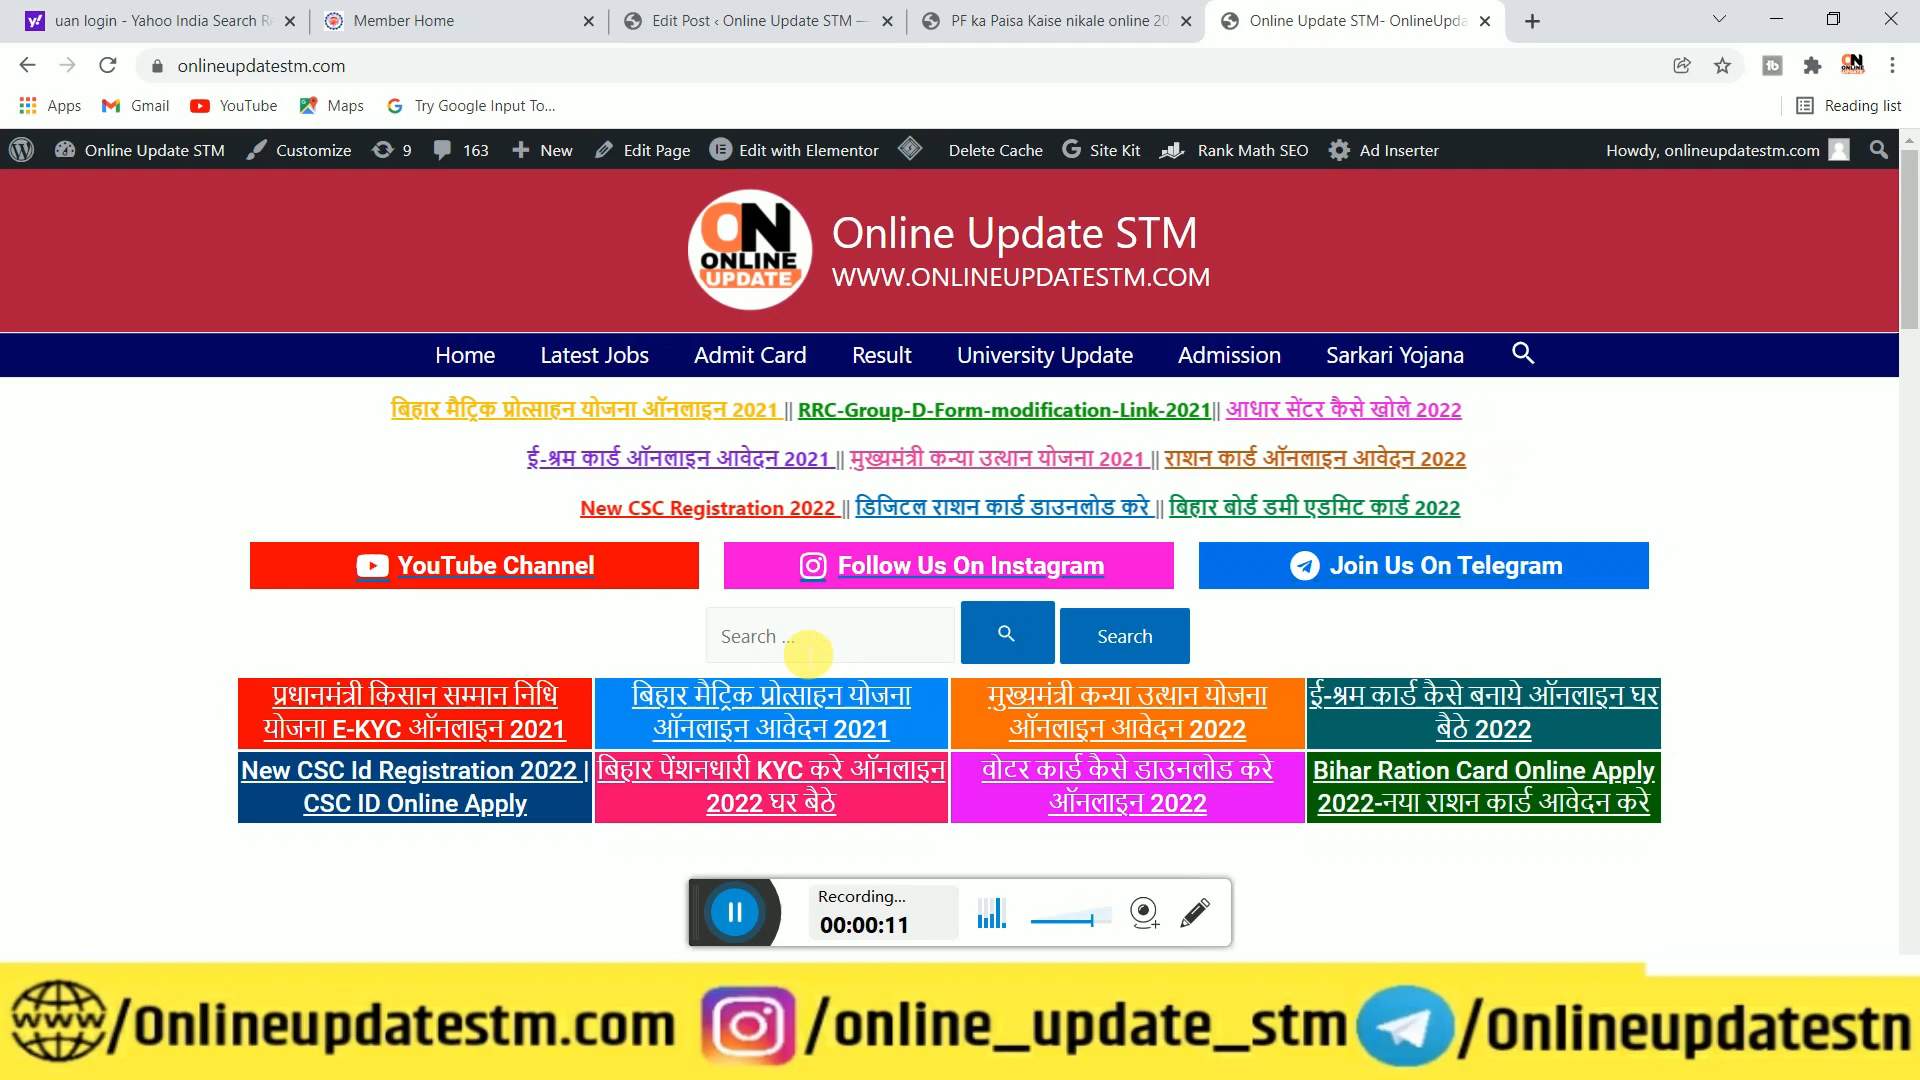 uan login - Yahoo India Search Re
Member Home
Edit Post ‹ Online Update STM —
PF ka Paisa Kaise nikale online 20
Online Update STM- OnlineUpda
onlineupdatestm.com
Apps
Gmail
YouTube
Maps
Try Google Input To...
Reading list
Online Update STM
Customize
9
163
New
Edit Page
Edit with Elementor
Delete Cache
Site Kit
Rank Math SEO
Ad Inserter
Howdy, onlineupdatestm.com
ON
ONLINE
UPDATE
Online Update STM
WWW.ONLINEUPDATESTM.COM
Home
Latest Jobs
Admit Card
Result
University Update
Admission
Sarkari Yojana
बिहार मैट्रिक प्रोत्साहन योजना ऑनलाइन 2021 || RRC-Group-D-Form-modification-Link-2021|| आधार सेंटर कैसे खोले 2022
ई-श्रम कार्ड ऑनलाइन आवेदन 2021 || मुख्यमंत्री कन्या उत्थान योजना 2021 || राशन कार्ड ऑनलाइन आवेदन 2022
New CSC Registration 2022 || डिजिटल राशन कार्ड डाउनलोड करे || बिहार बोर्ड डमी एडमिट कार्ड 2022
YouTube Channel
Follow Us On Instagram
Join Us On Telegram
Search ...
Search
प्रधानमंत्री किसान सम्मान निधि
योजना E-KYC ऑनलाइन 2021
बिहार मैट्रिक प्रोत्साहन योजना
ऑनलाइन आवेदन 2021
मुख्यमंत्री कन्या उत्थान योजना
ऑनलाइन आवेदन 2022
ई-श्रम कार्ड कैसे बनाये ऑनलाइन घर
बैठे 2022
New CSC Id Registration 2022 |
CSC ID Online Apply
बिहार पेंशनधारी KYC करे ऑनलाइन
2022 घर बैठे
वोटर कार्ड कैसे डाउनलोड करे
ऑनलाइन 2022
Bihar Ration Card Online Apply
2022-नया राशन कार्ड आवेदन करे
Recording...
00:00:11
www/Onlineupdatestm.com
/online_update_stm
/Onlineupdatestn